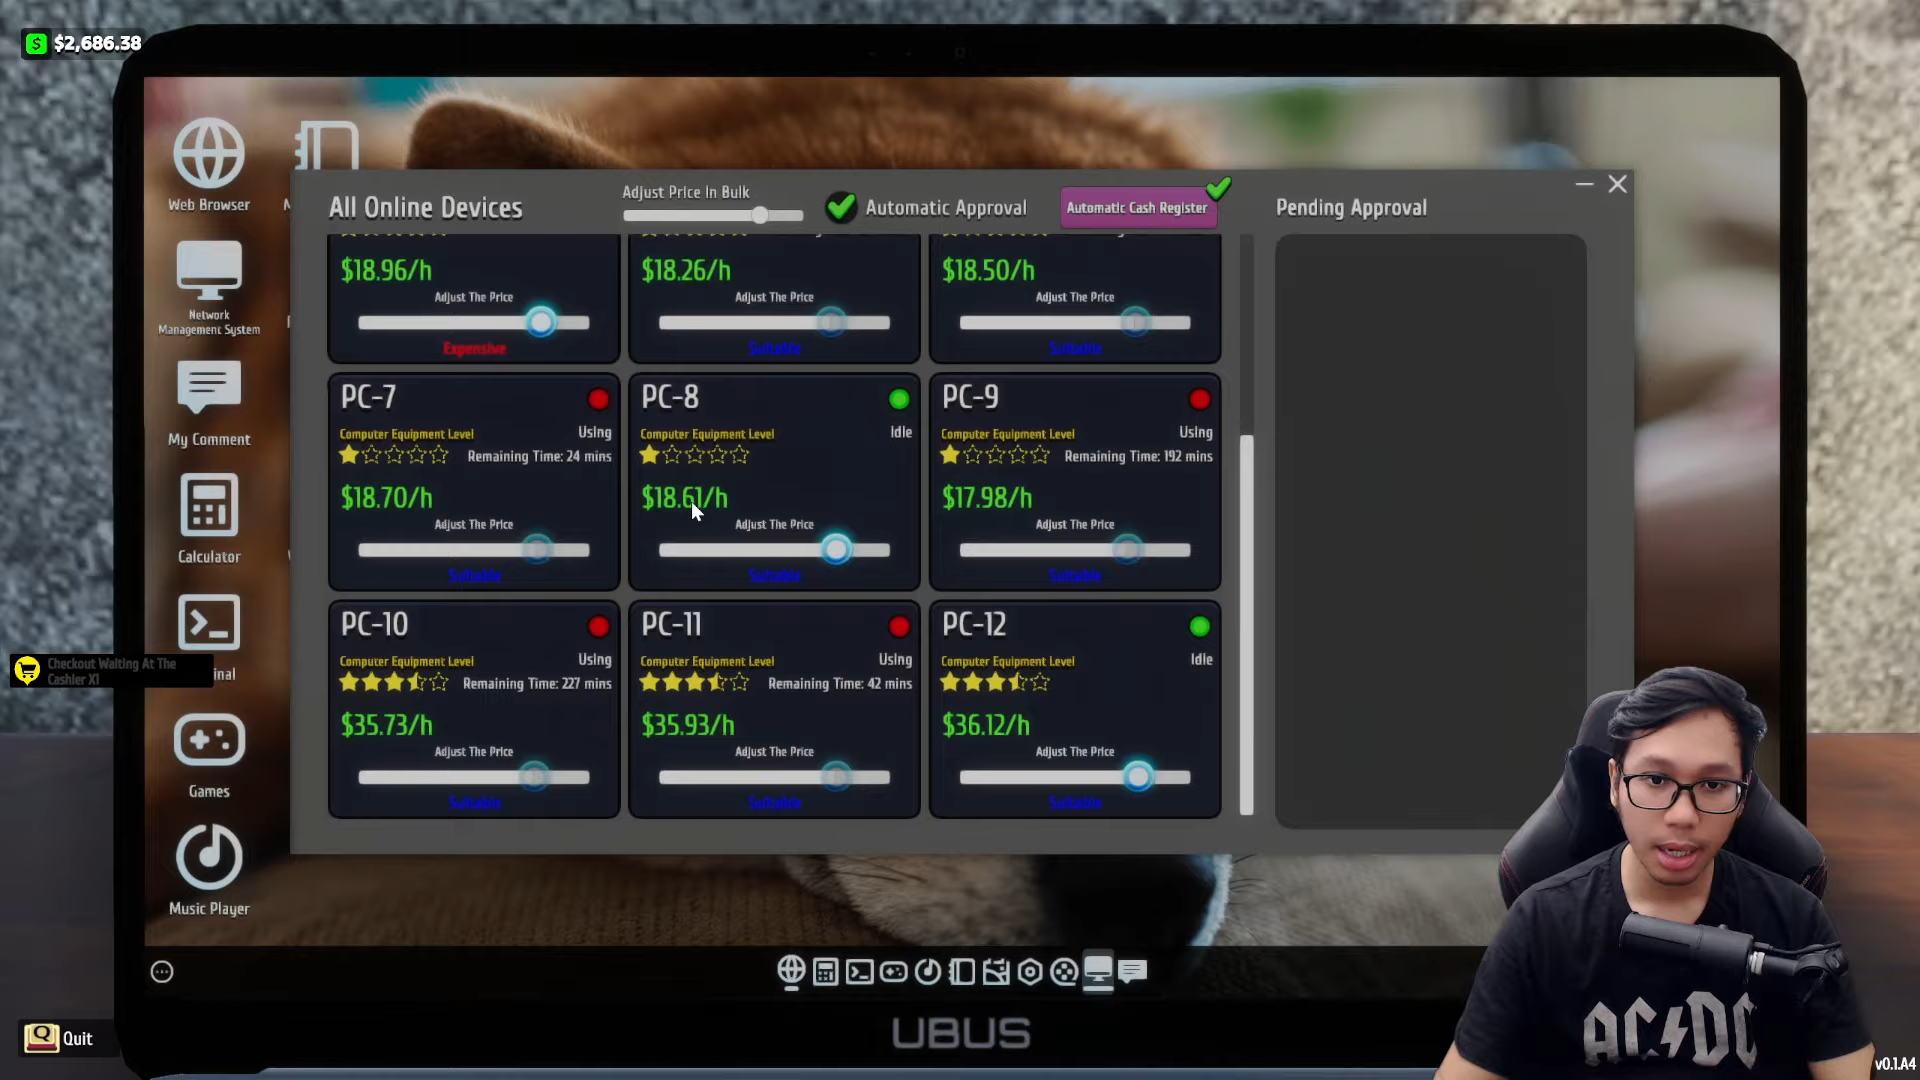 $2,686.38
Web Browser
Network
Management System
My Comment
Calculator
Games
Music Player
All Online Devices
Adjust Price In Bulk
Automatic Approval
Automatic Cash Register
Pending Approval
$18.96/h
Adjust The Price
Expensive
$18.26/h
Adjust The Price
Suitable
$18.50/h
Adjust The Price
Suitable
PC-7
Computer Equipment Level
Using
Remaining Time: 24 mins
$18.70/h
Adjust The Price
Suitable
PC-8
Computer Equipment Level
Idle
$18.61/h
Adjust The Price
Suitable
PC-9
Computer Equipment Level
Using
Remaining Time: 192 mins
$17.98/h
Adjust The Price
Suitable
PC-10
Computer Equipment Level
Using
Remaining Time: 227 mins
$35.73/h
Adjust The Price
Suitable
PC-11
Computer Equipment Level
Using
Remaining Time: 42 mins
$35.93/h
Adjust The Price
Suitable
PC-12
Computer Equipment Level
Idle
$36.12/h
Adjust The Price
Suitable
Checkout Waiting At The
Cashier X1
UBUS
Q Quit
AC DC
v0.1.A4